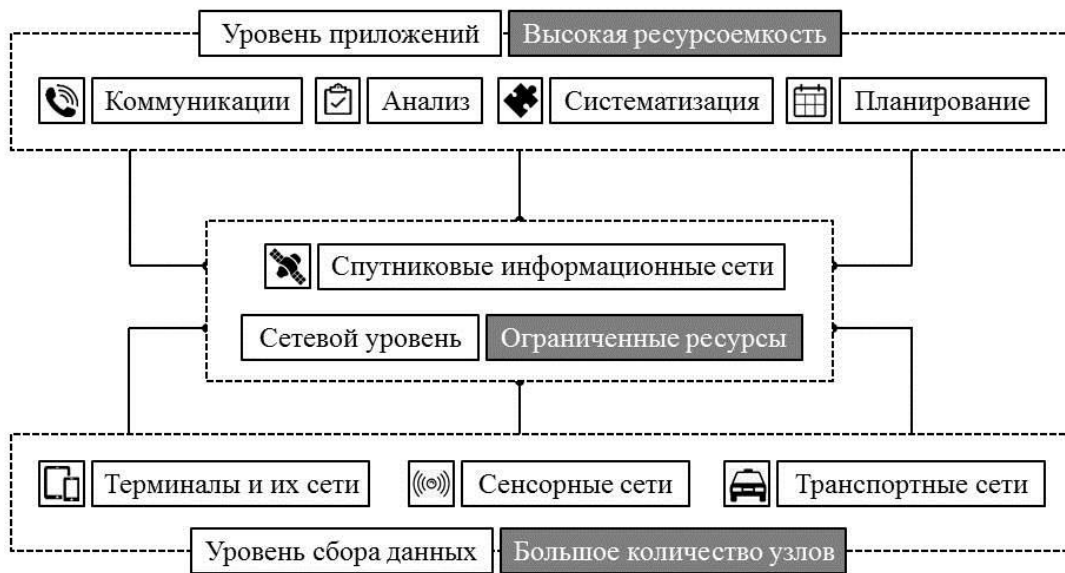 Уровень приложений Высокая ресурсоемкость
Коммуникации Анализ Систематизация Планирование
Спутниковые информационные сети
Сетевой уровень Ограниченные ресурсы
Терминалы и их сети Сенсорные сети Транспортные сети
Уровень сбора данных Большое количество узлов